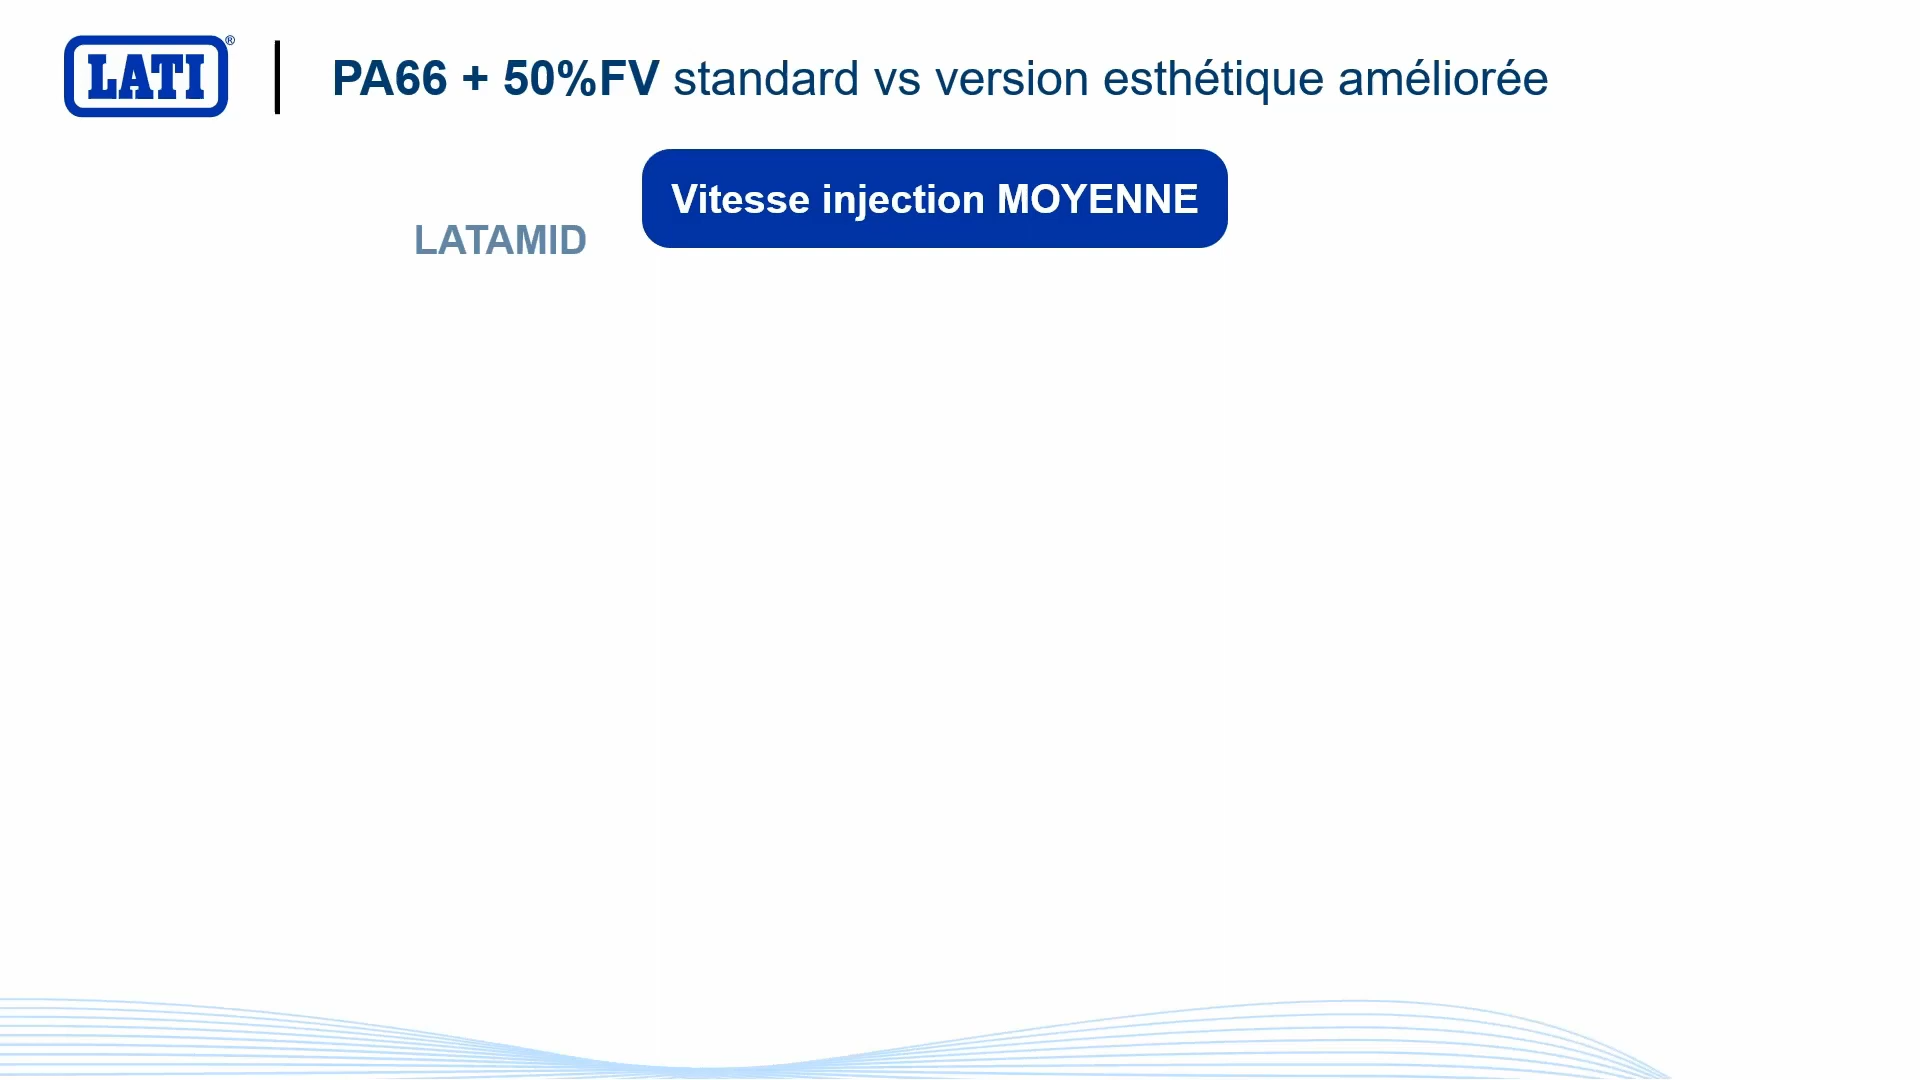 LATI®
PA66 + 50%FV standard vs version esthétique améliorée
Vitesse injection MOYENNE
LATAMID